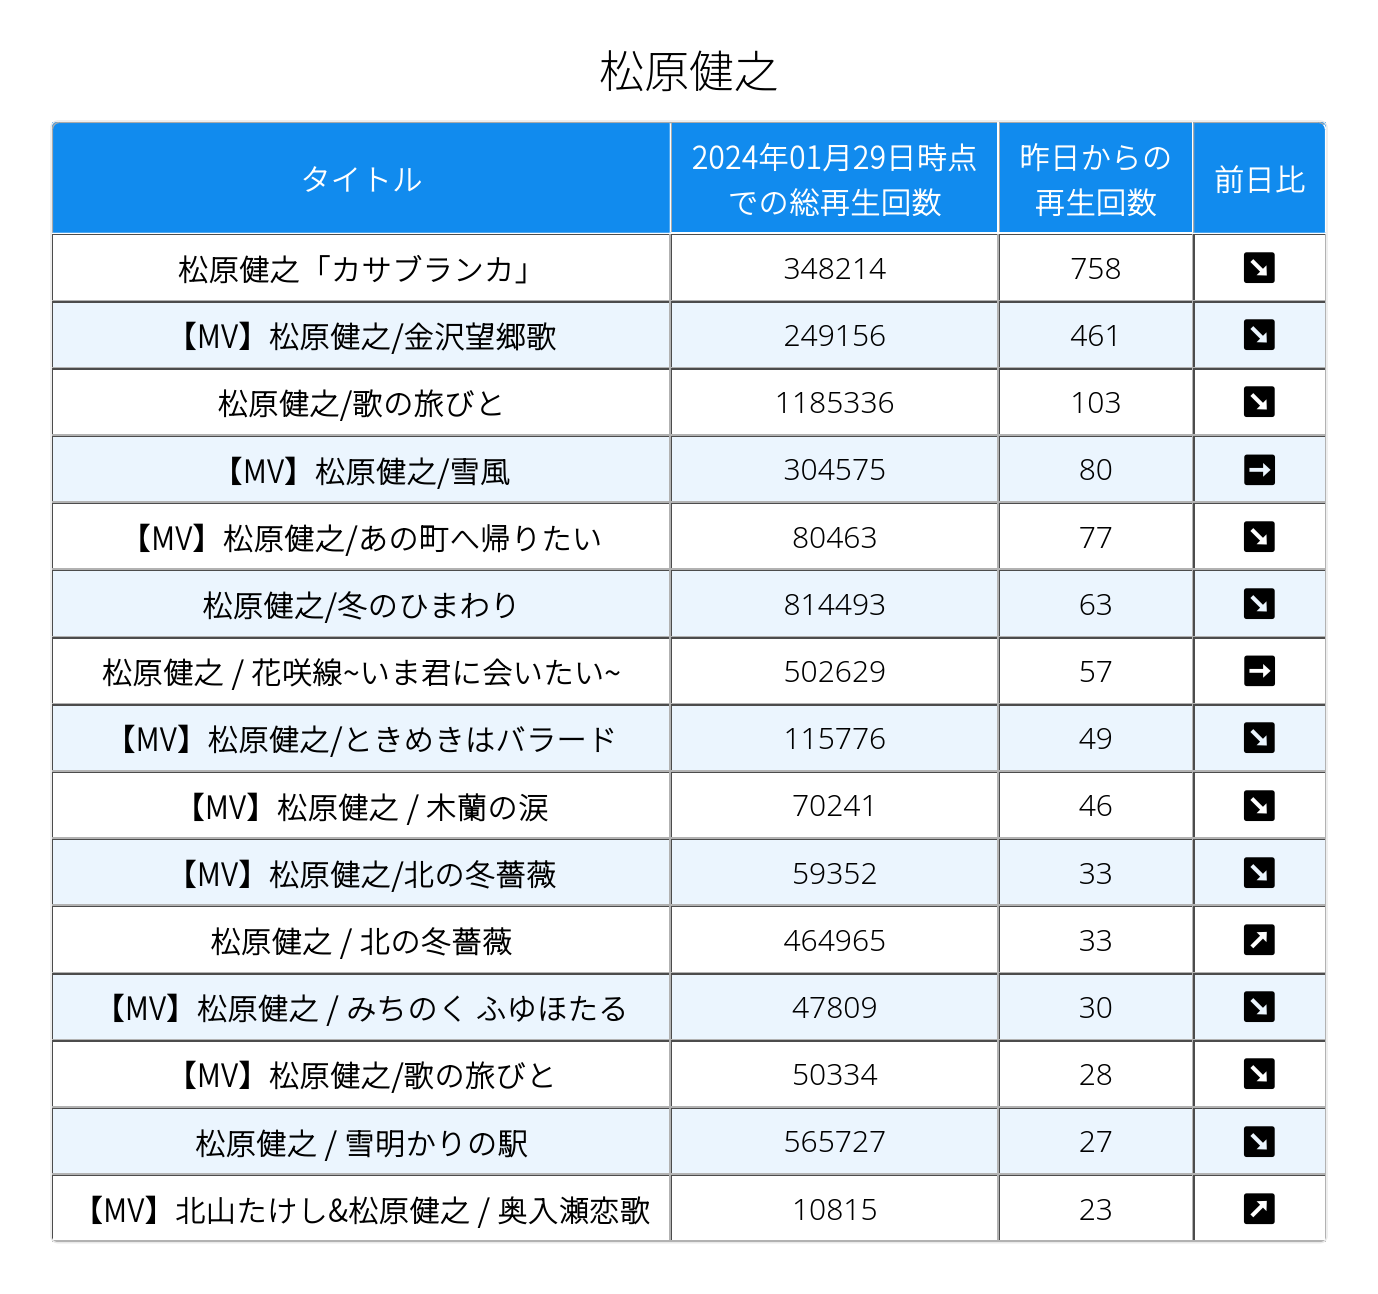 松原健之
タイトル
2024年01月29日時点
での総再生回数
昨日からの
再生回数
前日比
松原健之「カサブランカ」 348214 758 ↘
【MV】松原健之/金沢望郷歌 249156 461 ↘
松原健之/歌の旅びと 1185336 103 ↘
【MV】松原健之/雪風 304575 80 →
【MV】松原健之/あの町へ帰りたい 80463 77 ↘
松原健之/冬のひまわり 814493 63 ↘
松原健之 / 花咲線~いま君に会いたい~ 502629 57 →
【MV】松原健之/ときめきはバラード 115776 49 ↘
【MV】松原健之 / 木蘭の涙 70241 46 ↘
【MV】松原健之/北の冬薔薇 59352 33 ↘
松原健之 / 北の冬薔薇 464965 33 ↗
【MV】松原健之 / みちのく ふゆほたる 47809 30 ↘
【MV】松原健之/歌の旅びと 50334 28 ↘
松原健之 / 雪明かりの駅 565727 27 ↘
【MV】北山たけし&松原健之 / 奥入瀬恋歌 10815 23 ↗